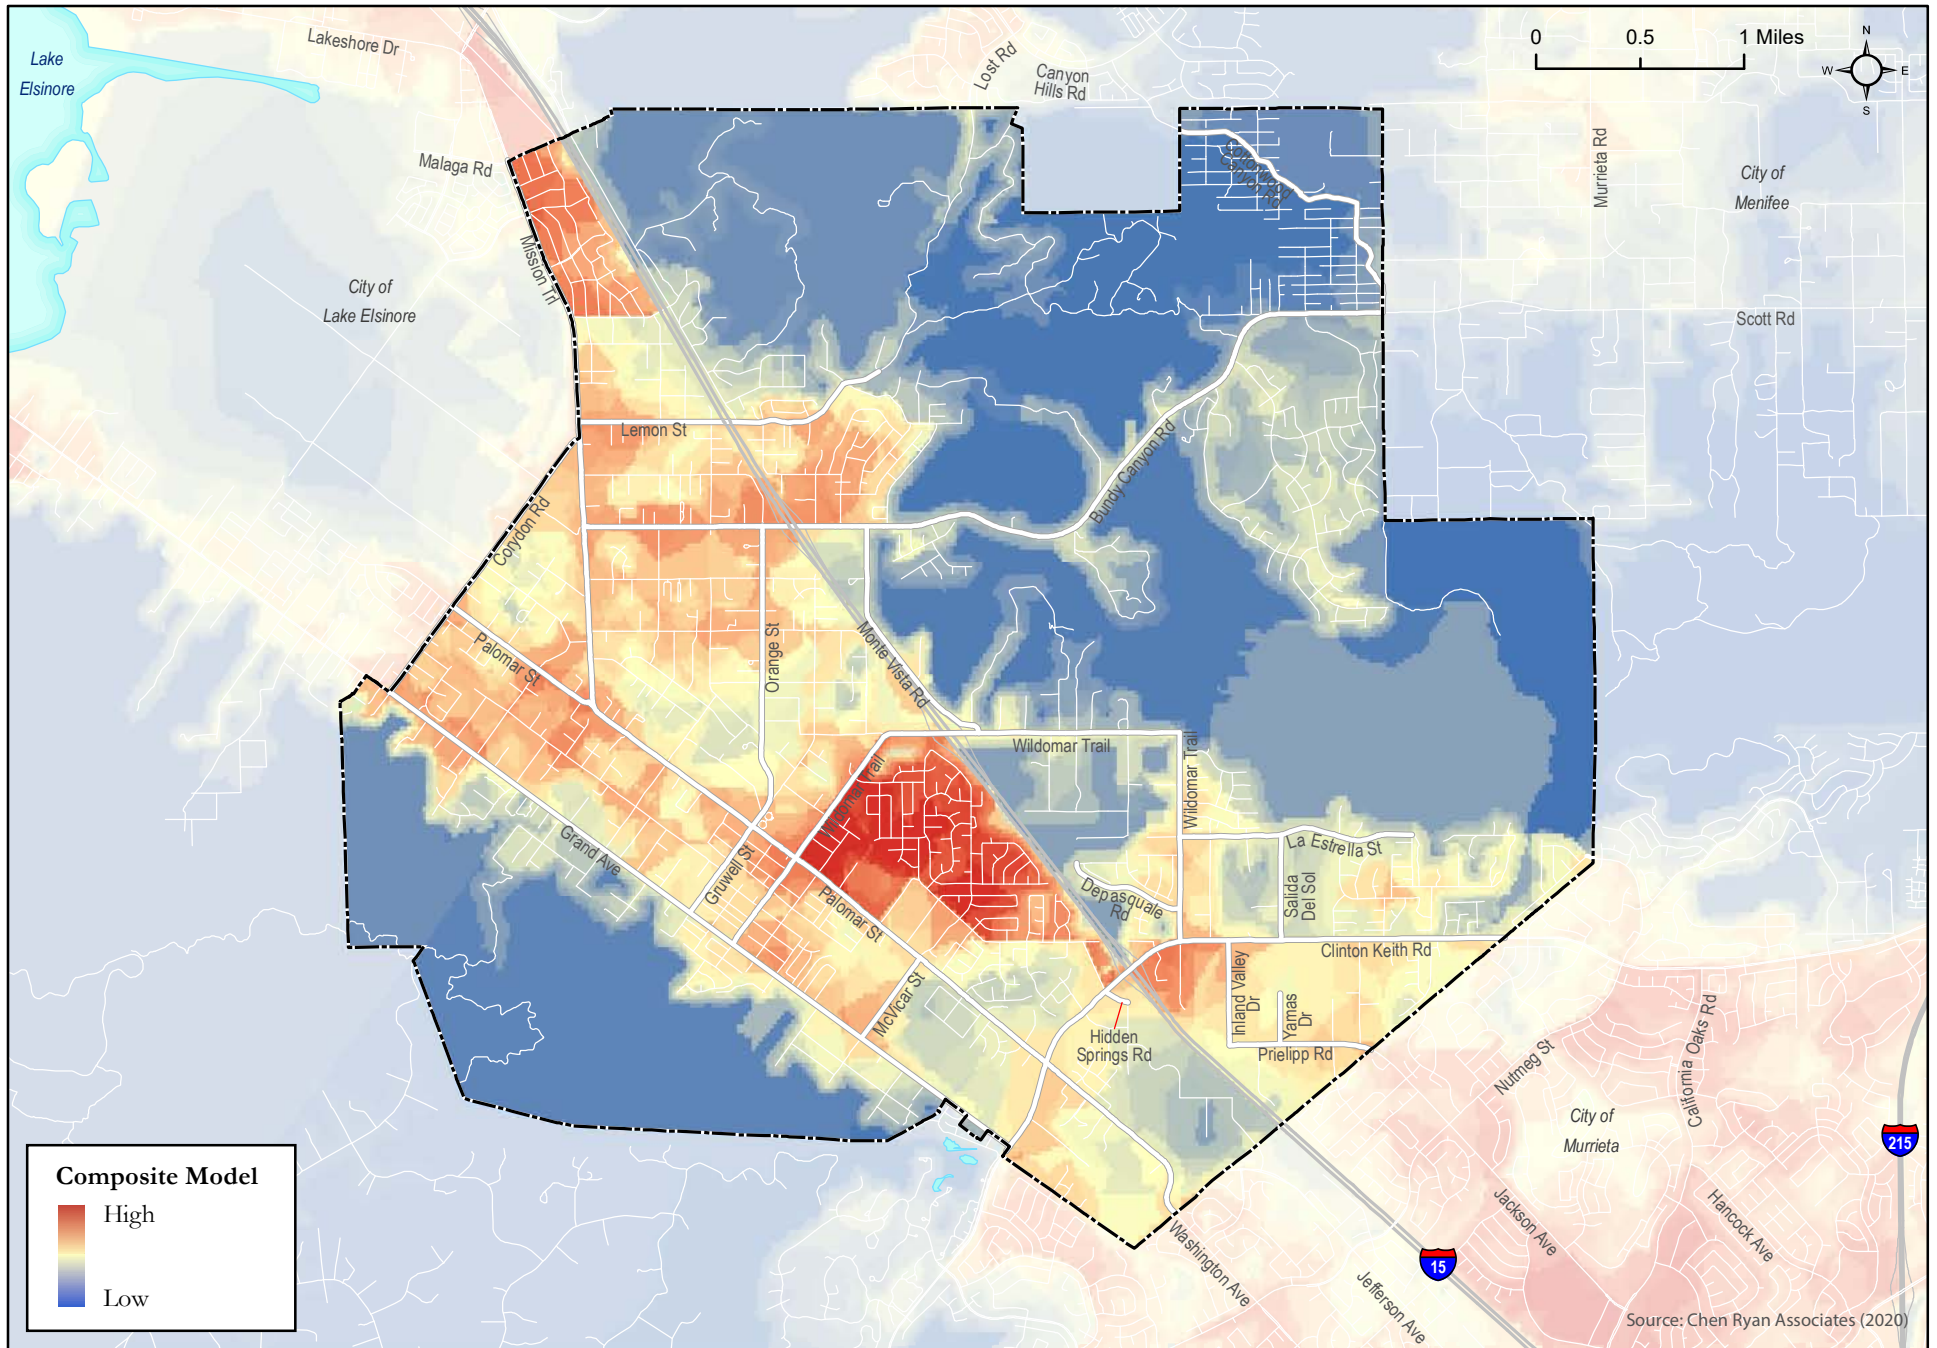 Lakeshore Dr
Lake
Elsinore
Lost Rd
Canyon
Hills Rd
0 0.5 1 Miles
N
W E
S
Malaga Rd
Cottonwood
Canyon Rd
Murrieta Rd
City of
Menifee
Mission Trl
City of
Lake Elsinore
Scott Rd
Lemon St
Bundy Canyon Rd
Corydon Rd
Palomar St
Orange St
Monte Vista Rd
Wildomar Trail
Wildomar Trail
Wildomar Trail
Grand Ave
Gruwell St
Palomar St
Depasquale
Rd
La Estrella St
Salida
Del Sol
Clinton Keith Rd
McVicar St
Inland Valley
Dr
Yamas
Dr
Hidden
Springs Rd
Prielipp Rd
Nutmeg St
California Oaks Rd
City of
Murrieta
215
Composite Model
High
Low
Washington Ave
Jackson Ave
Hancock Ave
15
Jefferson Ave
Source: Chen Ryan Associates (2020)